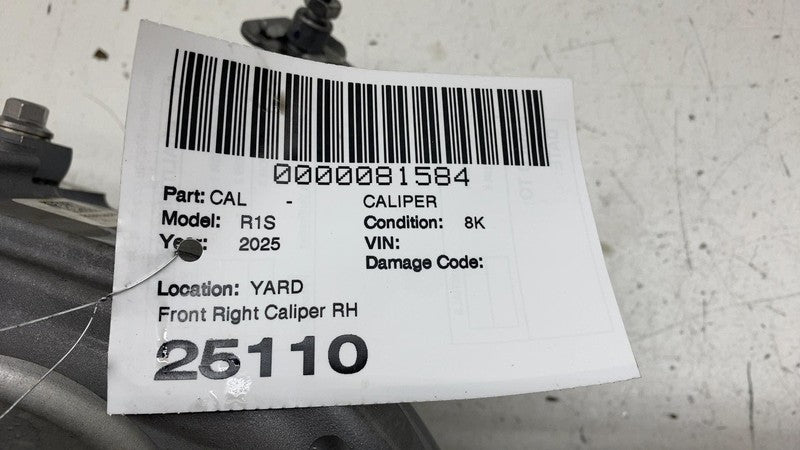 0000081584
Part: CAL - CALIPER
Model: R1S Condition: 8K
Year: 2025 VIN:
Damage Code:
Location: YARD
Front Right Caliper RH
25110